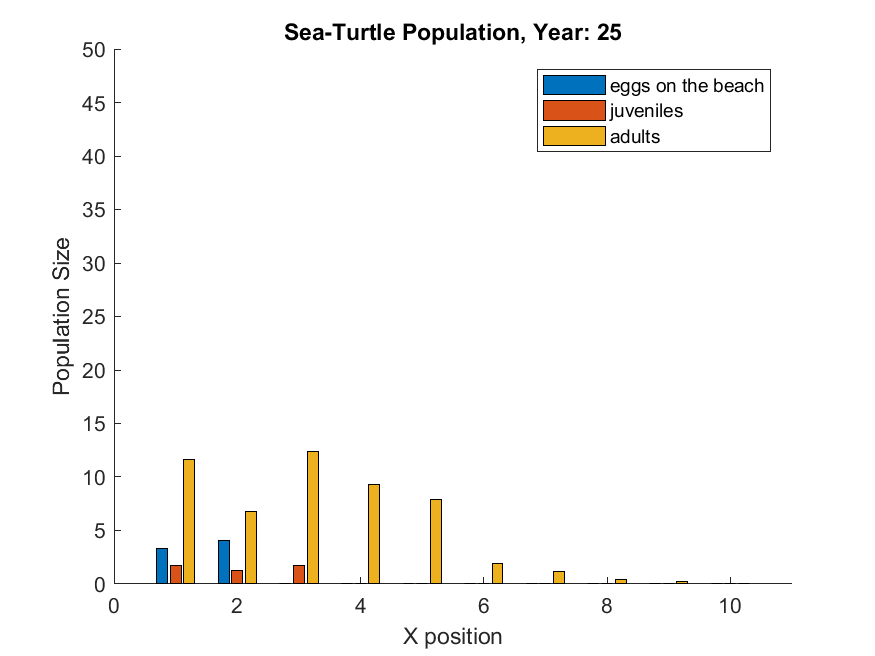 Sea-Turtle Population, Year: 25
50
45
40
35
30
25
20
15
10
5
0
Population Size
eggs on the beach
juveniles
adults
0 2 4 6 8 10
X position